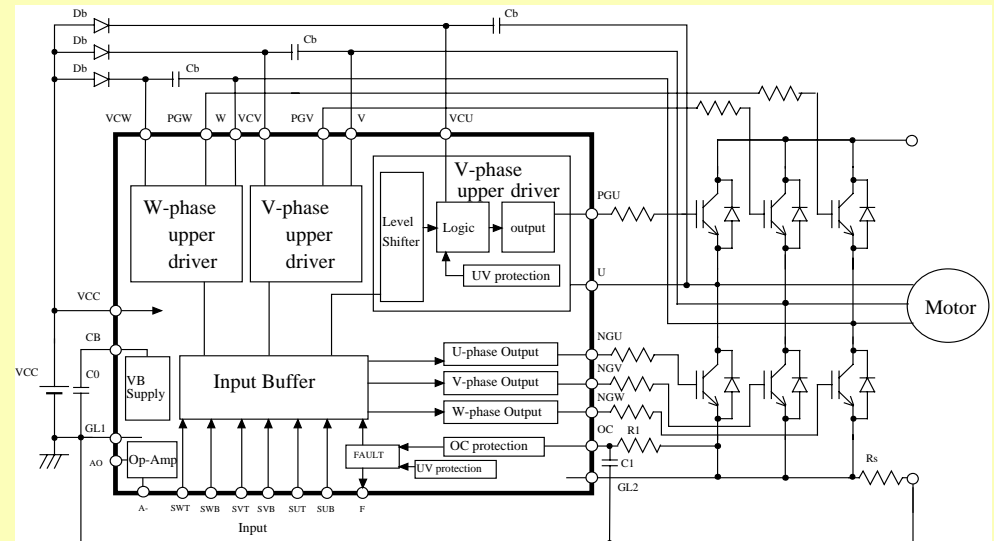 Db
Cb
Db
Cb
Db
Cb
VCW
PGW
W
VCV
PGV
V
VCU
W-phase
upper
driver
V-phase
upper
driver
V-phase
upper driver
Level
Shifter
Logic
output
UV protection
PGU
U
Motor
VCC
CB
VCC
C0
VB
Supply
Input Buffer
U-phase Output
V-phase Output
W-phase Output
NGU
NGV
NGW
OC
R1
GL1
AO
Op-Amp
FAULT
OC protection
UV protection
C1
GL2
Rs
A-
SWT
SWB
SVT
SVB
SUT
SUB
F
Input